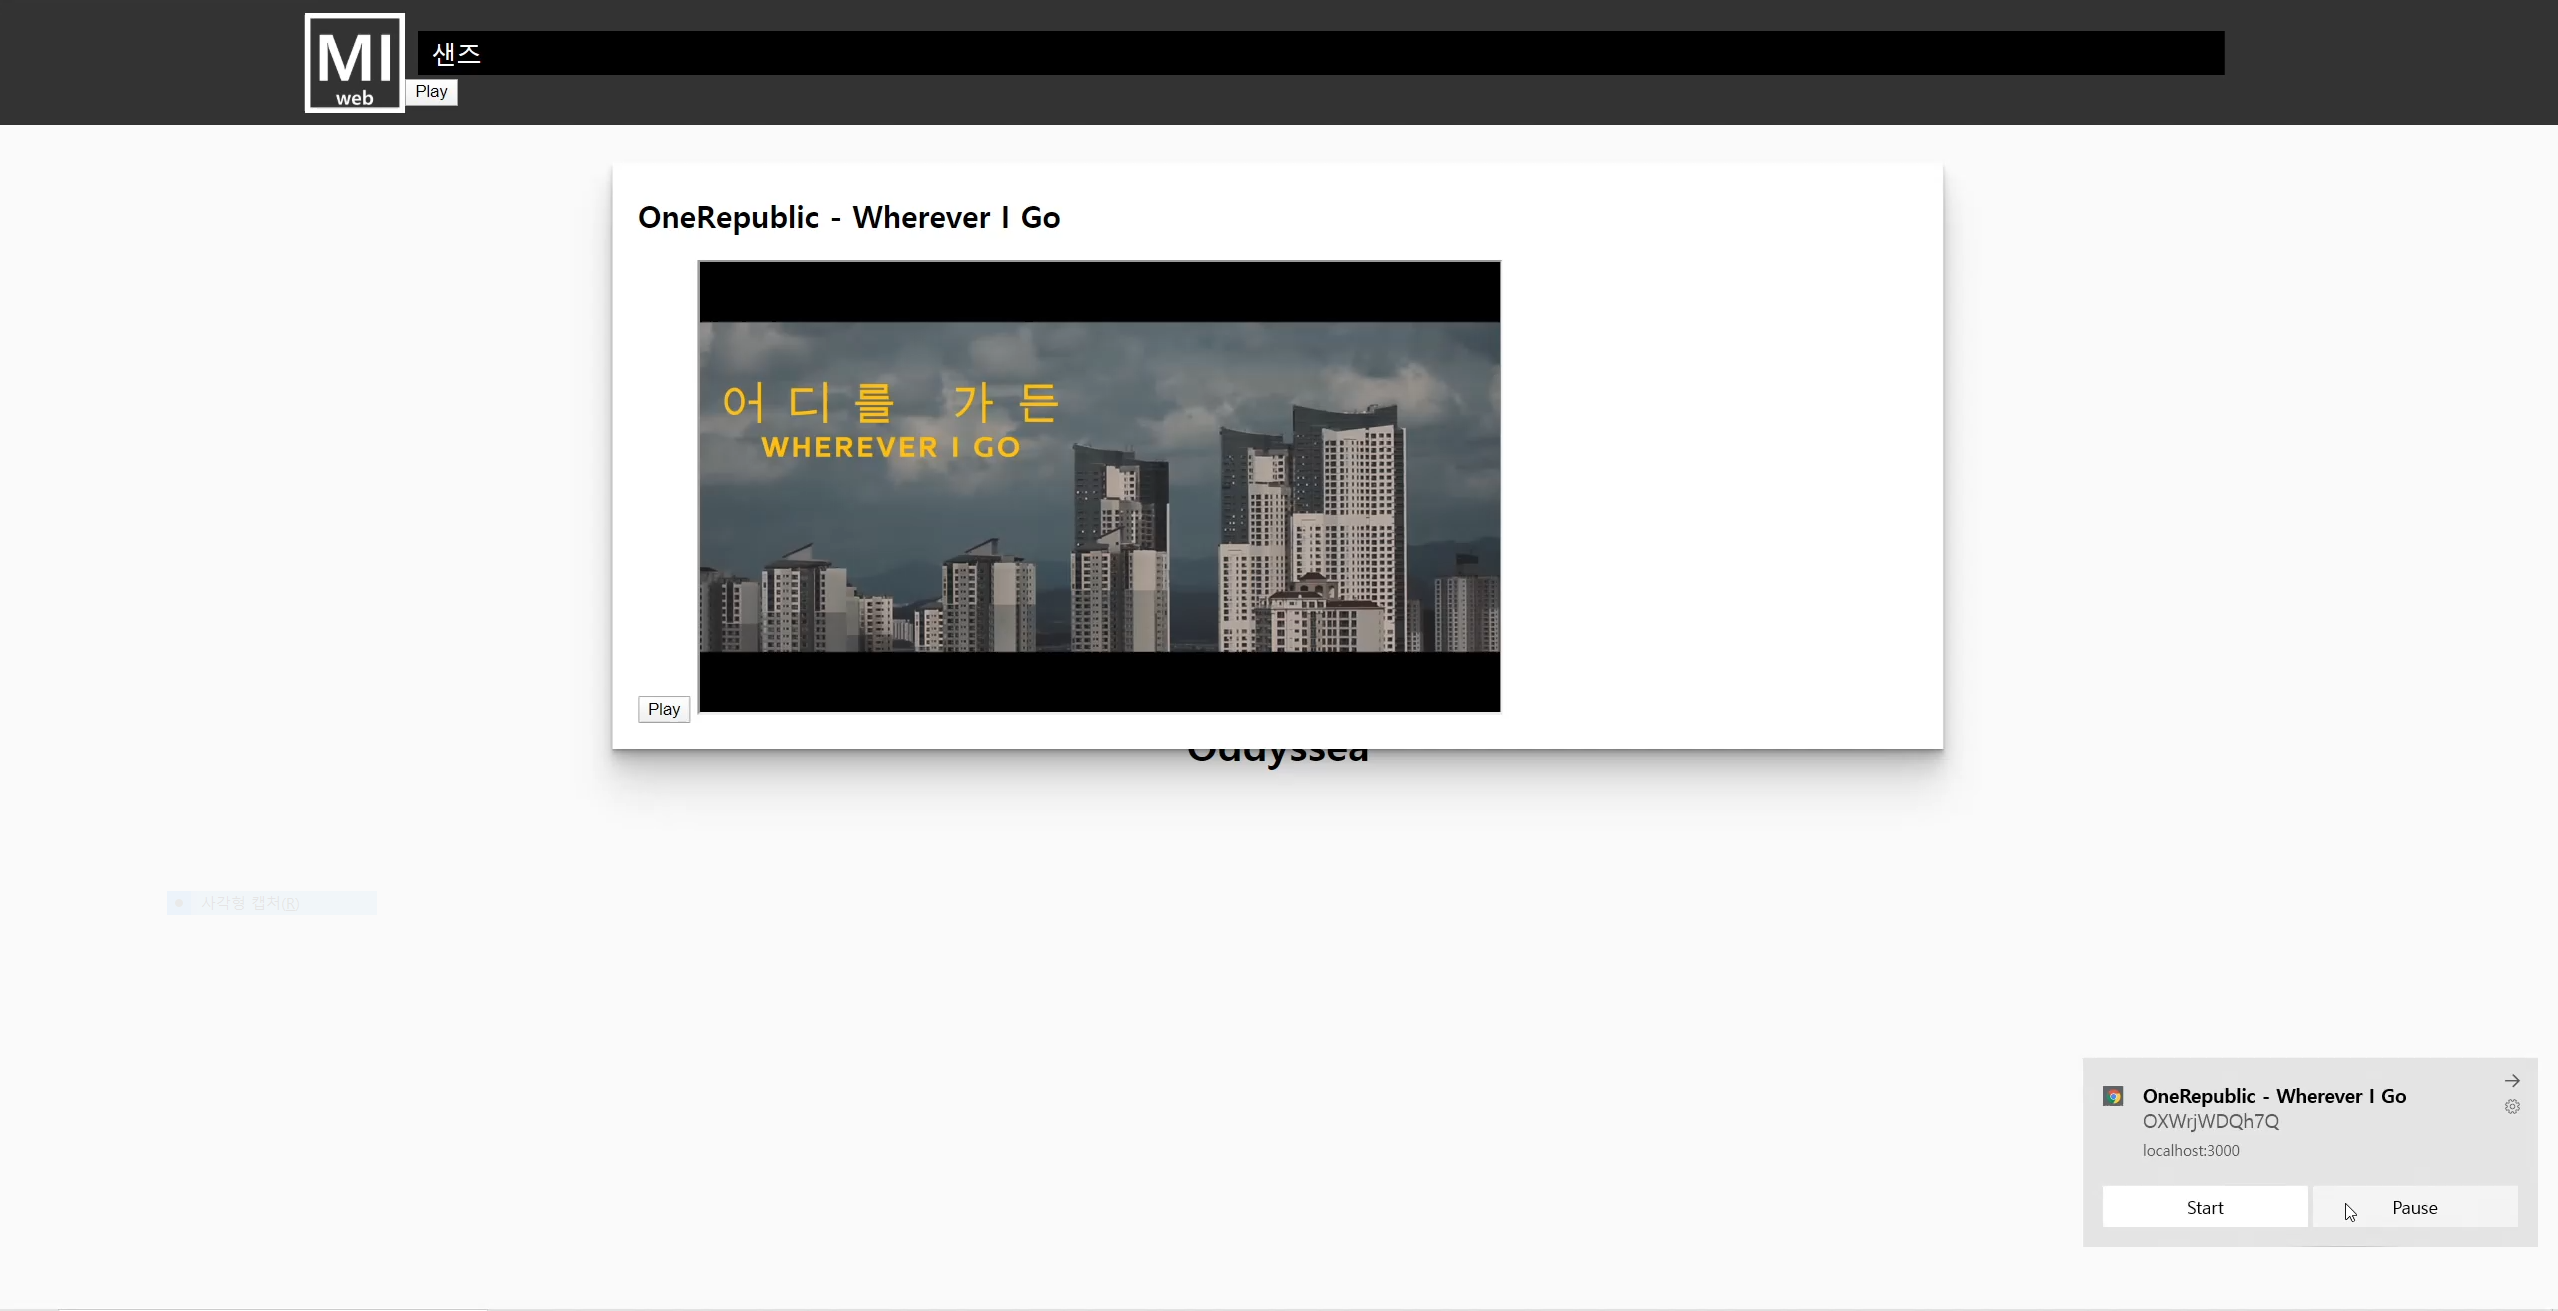 MI
web
샌즈
Play
OneRepublic - Wherever I Go
어디를 가든
WHEREVER I GO
Play
Oddyssea
사각형 캡처(R)
OneRepublic - Wherever I Go
OXWrjWDQh7Q
localhost:3000
Start
Pause